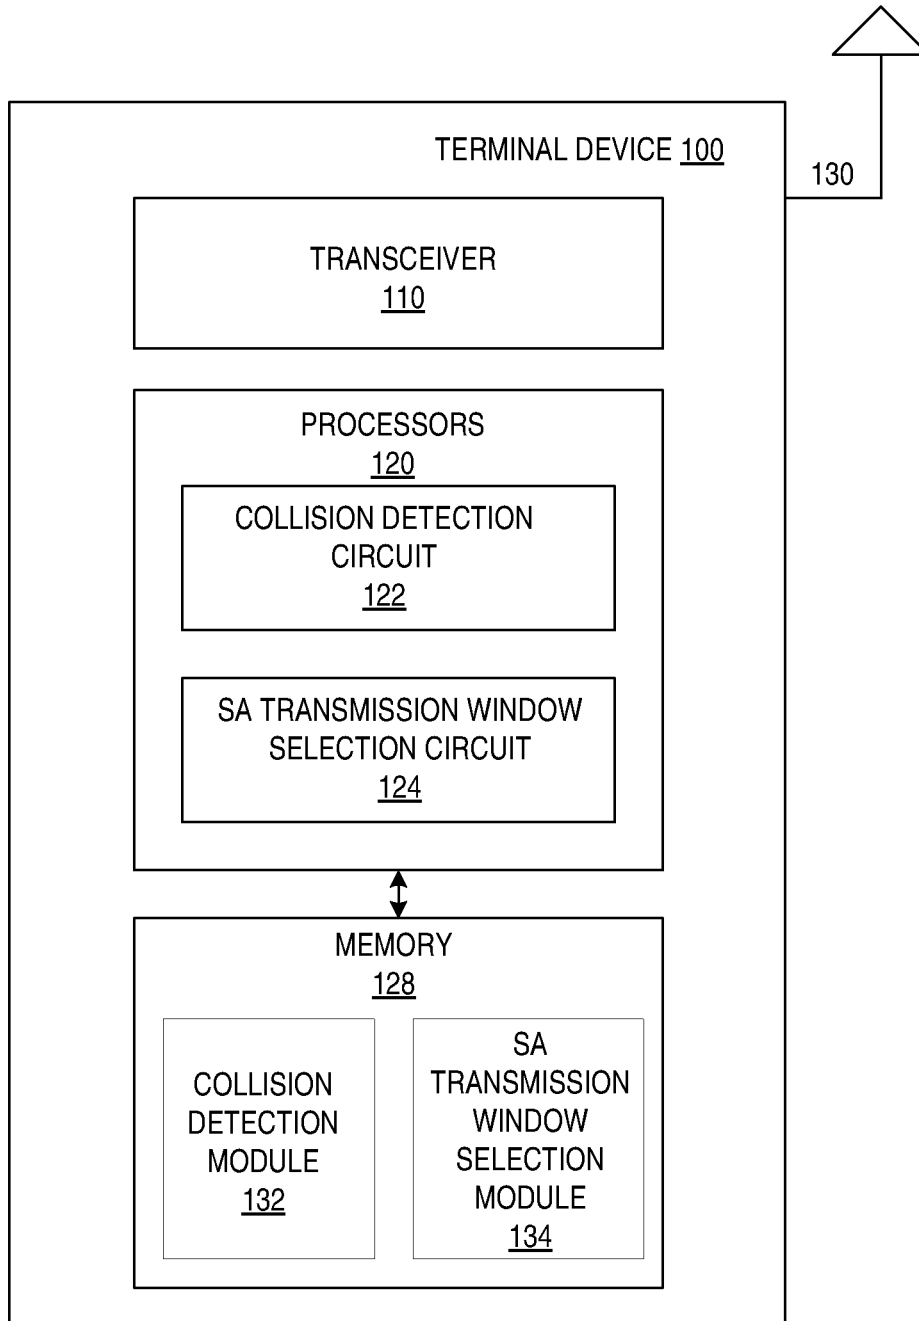 TERMINAL DEVICE 100
130
TRANSCEIVER
110
PROCESSORS
120
COLLISION DETECTION
CIRCUIT
122
SA TRANSMISSION WINDOW
SELECTION CIRCUIT
124
MEMORY
128
COLLISION
DETECTION
MODULE
132
SA
TRANSMISSION
WINDOW
SELECTION
MODULE
134